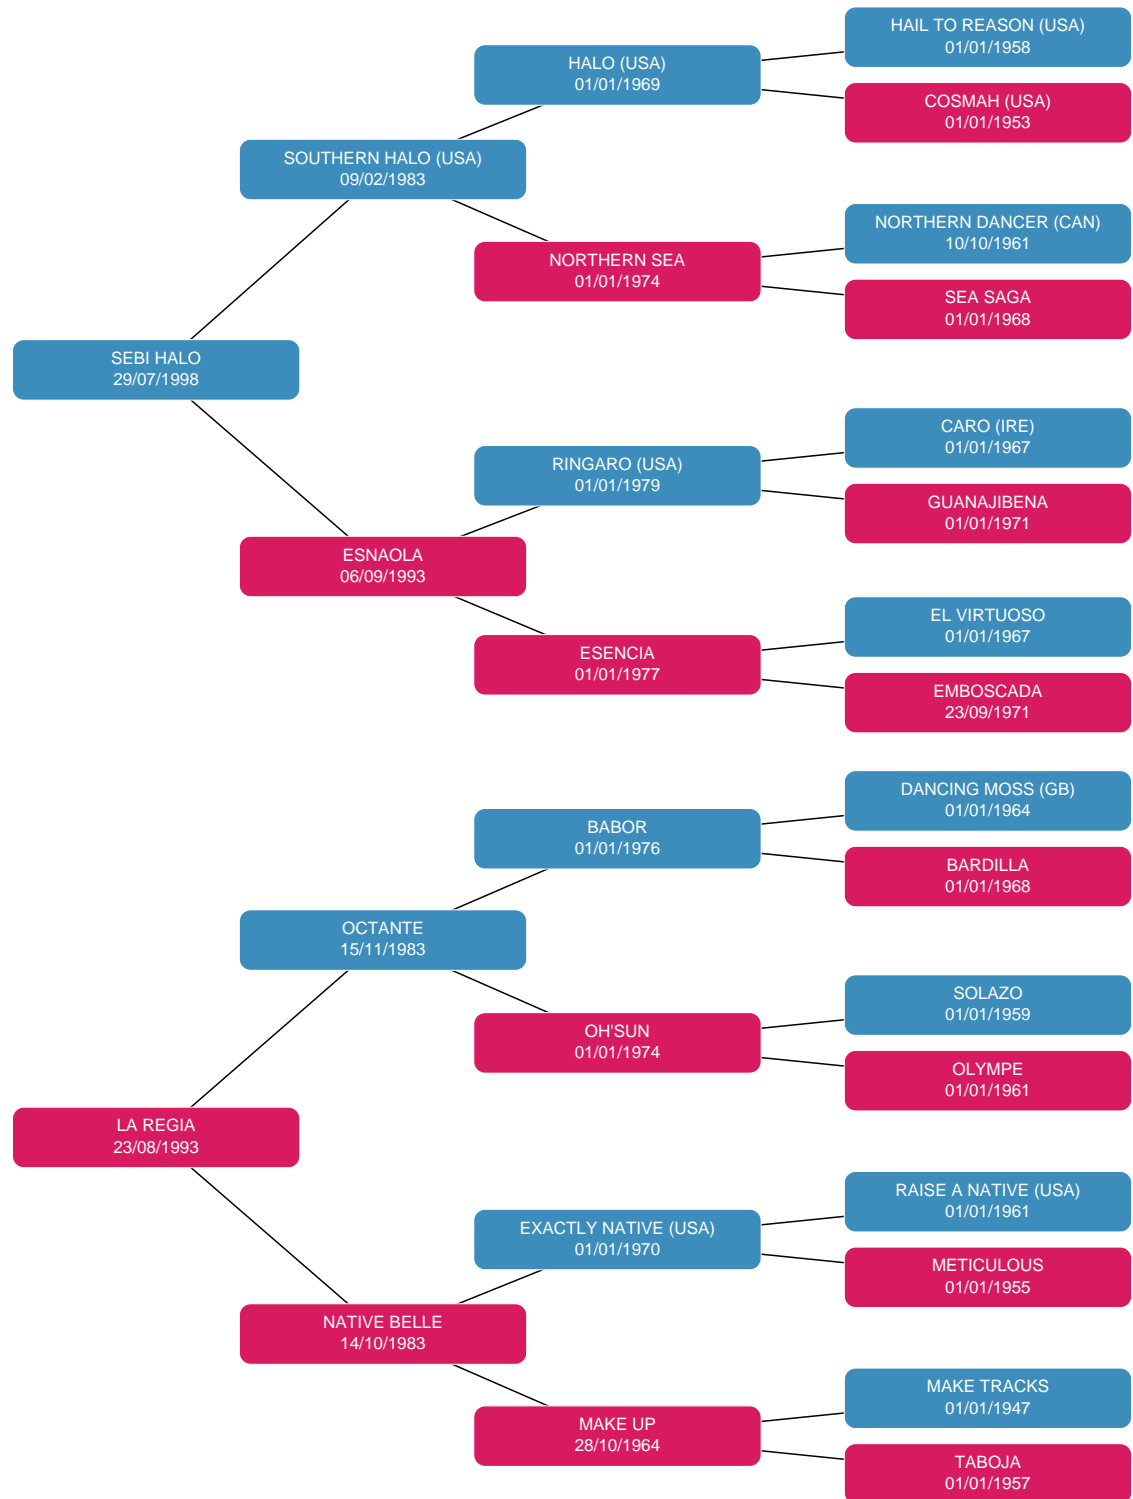 HAIL TO REASON (USA)
01/01/1958
HALO (USA)
01/01/1969
COSMAH (USA)
01/01/1953
SOUTHERN HALO (USA)
09/02/1983
NORTHERN DANCER (CAN)
10/10/1961
NORTHERN SEA
01/01/1974
SEA SAGA
01/01/1968
SEBI HALO
29/07/1998
CARO (IRE)
01/01/1967
RINGARO (USA)
01/01/1979
GUANAJIBENA
01/01/1971
ESNAOLA
06/09/1993
EL VIRTUOSO
01/01/1967
ESENCIA
01/01/1977
EMBOSCADA
23/09/1971
DANCING MOSS (GB)
01/01/1964
BABOR
01/01/1976
BARDILLA
01/01/1968
OCTANTE
15/11/1983
SOLAZO
01/01/1959
OH'SUN
01/01/1974
OLYMPE
01/01/1961
LA REGIA
23/08/1993
RAISE A NATIVE (USA)
01/01/1961
EXACTLY NATIVE (USA)
01/01/1970
METICULOUS
01/01/1955
NATIVE BELLE
14/10/1983
MAKE TRACKS
01/01/1947
MAKE UP
28/10/1964
TABOJA
01/01/1957